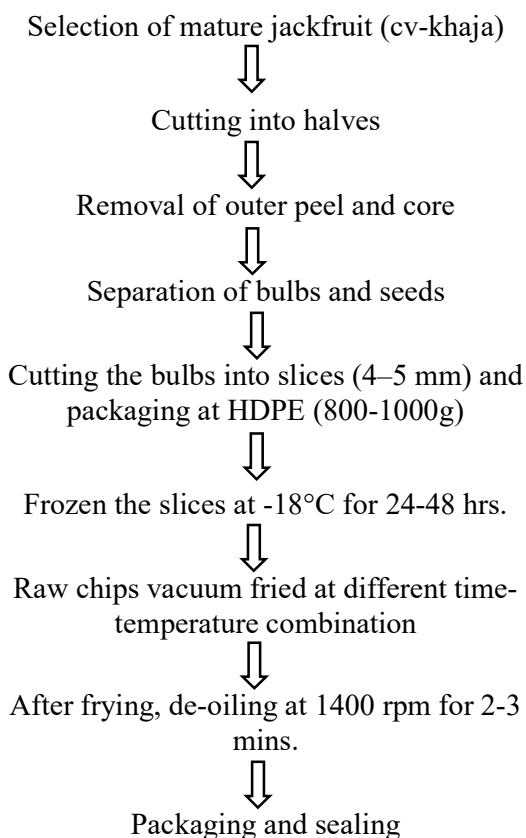 Selection of mature jackfruit (cv-khaja)
Cutting into halves
Removal of outer peel and core
Separation of bulbs and seeds
Cutting the bulbs into slices (4–5 mm) and
packaging at HDPE (800-1000g)
Frozen the slices at -18°C for 24-48 hrs.
Raw chips vacuum fried at different time-
temperature combination
After frying, de-oiling at 1400 rpm for 2-3
mins.
Packaging and sealing